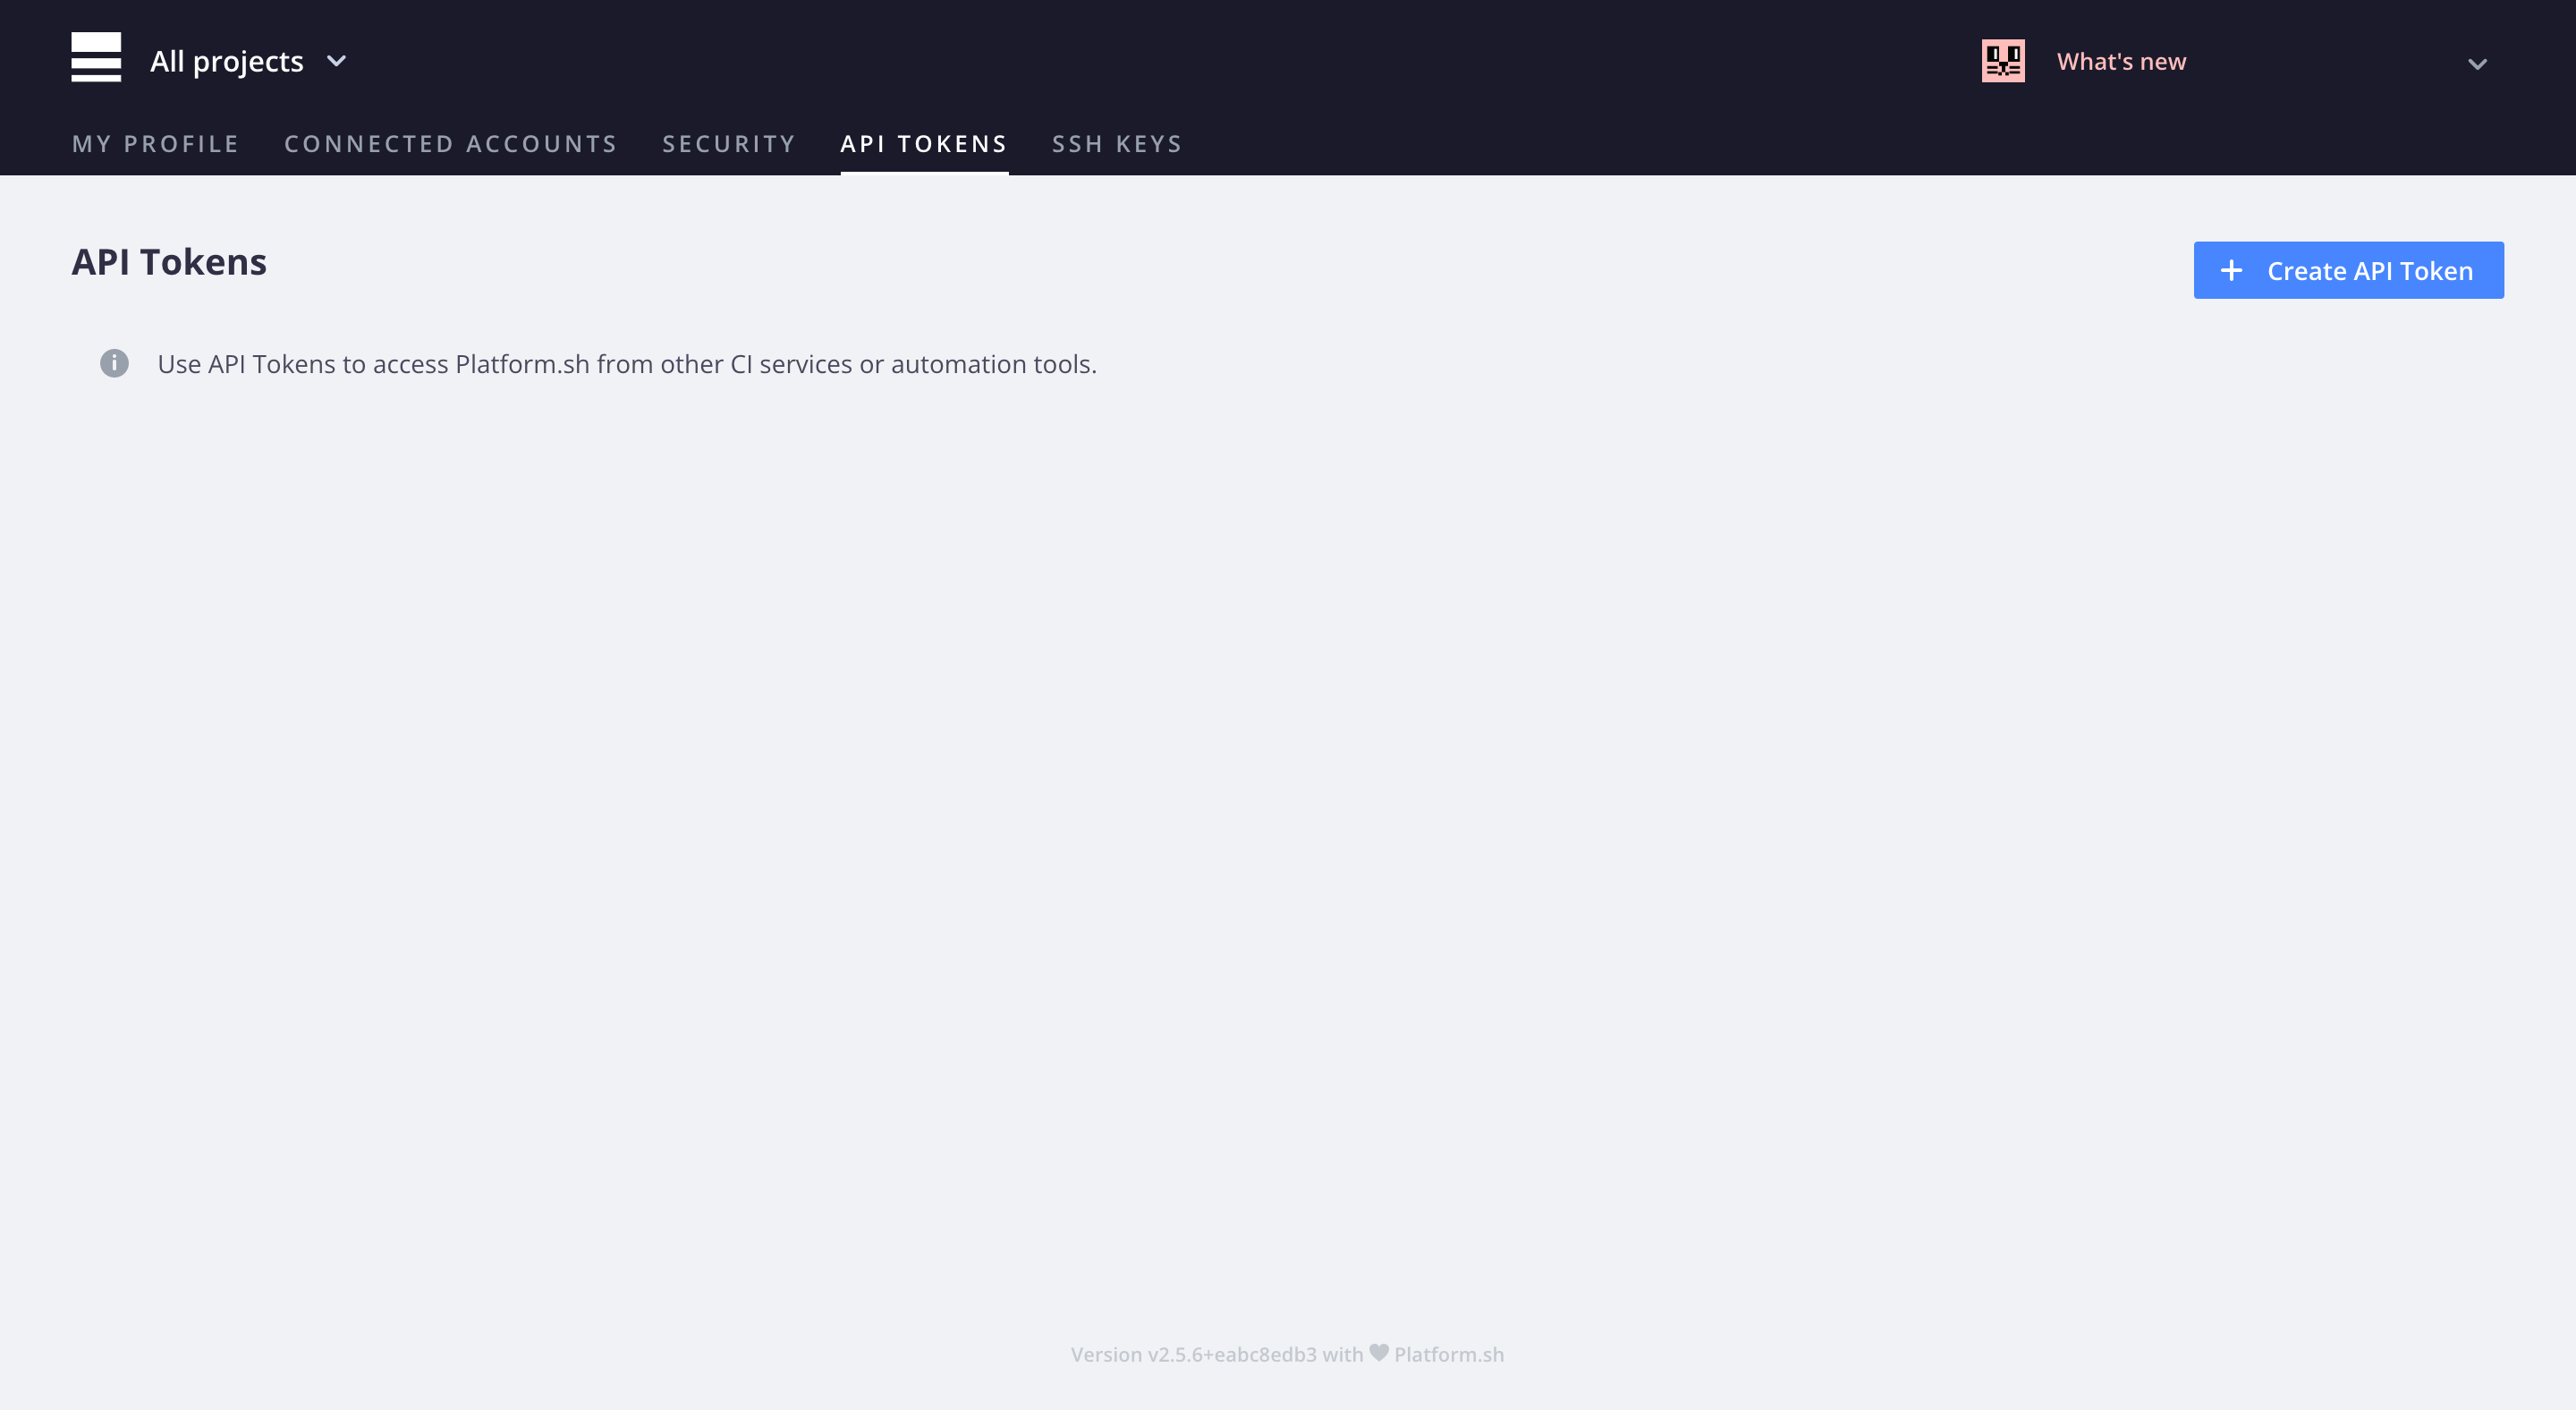 All projects
What's new
MY PROFILE CONNECTED ACCOUNTS SECURITY API TOKENS SSH KEYS
API Tokens
+ Create API Token
Use API Tokens to access Platform.sh from other CI services or automation tools.
Version v2.5.6+eabc8edb3 with Platform.sh